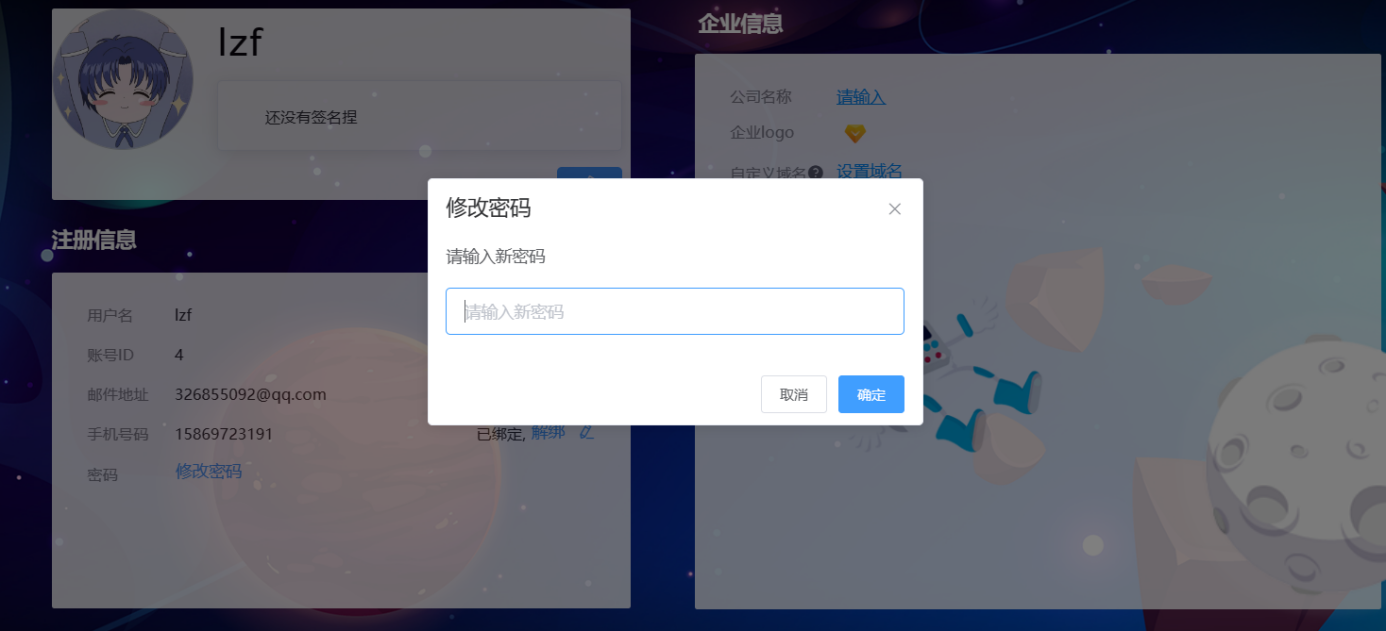 lzf
还没有签名捏
企业信息
公司名称 请输入
企业logo
自定义域名? 设置域名
修改密码
请输入新密码
请输入新密码
取消 确定
注册信息
用户名 lzf
账号ID 4
邮件地址 326855092@qq.com
手机号码 15869723191 已绑定, 解绑
密码 修改密码